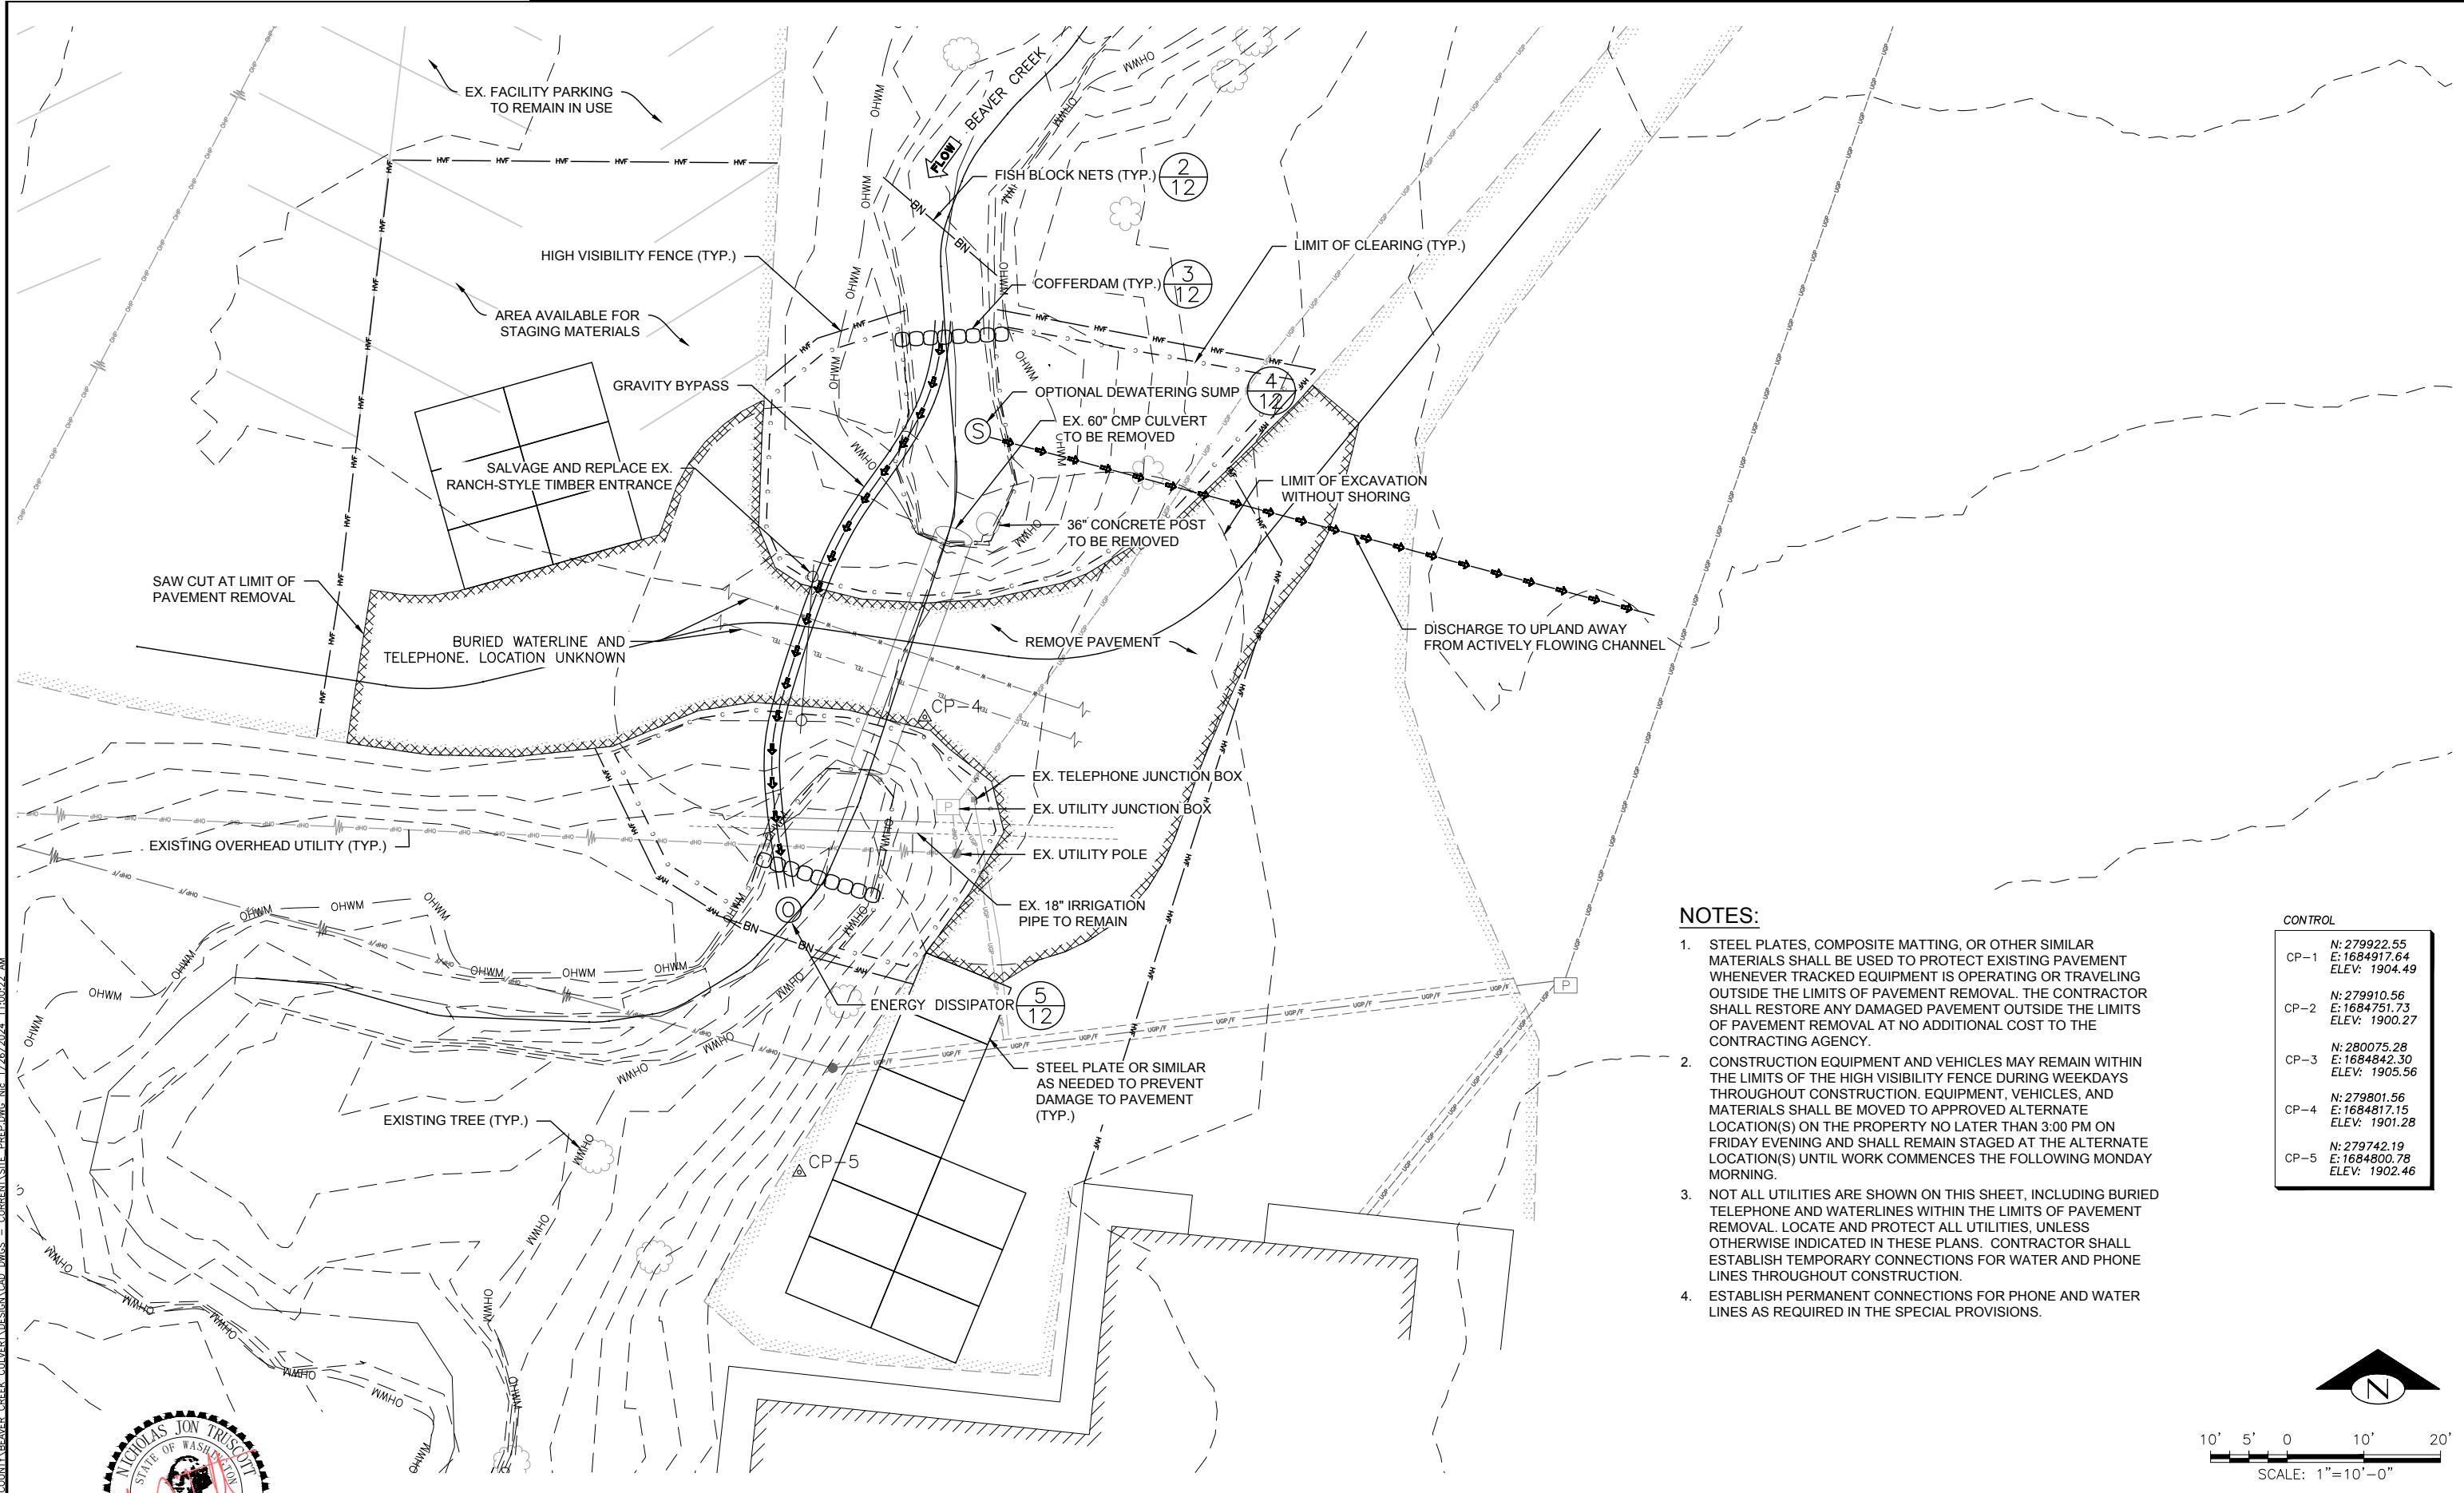 EX. FACILITY PARKING
TO REMAIN IN USE
BEAVER CREEK
FLOW
FISH BLOCK NETS (TYP.)
2
12
HIGH VISIBILITY FENCE (TYP.)
LIMIT OF CLEARING (TYP.)
COFFERDAM (TYP.)
3
12
AREA AVAILABLE FOR
STAGING MATERIALS
GRAVITY BYPASS
OPTIONAL DEWATERING SUMP
4
12
S
EX. 60" CMP CULVERT
TO BE REMOVED
SALVAGE AND REPLACE EX.
RANCH-STYLE TIMBER ENTRANCE
LIMIT OF EXCAVATION
WITHOUT SHORING
36" CONCRETE POST
TO BE REMOVED
SAW CUT AT LIMIT OF
PAVEMENT REMOVAL
BURIED WATERLINE AND
TELEPHONE. LOCATION UNKNOWN
REMOVE PAVEMENT
DISCHARGE TO UPLAND AWAY
FROM ACTIVELY FLOWING CHANNEL
CP-4
EX. TELEPHONE JUNCTION BOX
P
EX. UTILITY JUNCTION BOX
EXISTING OVERHEAD UTILITY (TYP.)
EX. UTILITY POLE
EX. 18" IRRIGATION
PIPE TO REMAIN
O
BN
BN
OHWM
OHWM
OHWM
OHWM
OHWM
HVF
HVF
HVF
HVF
HVF
HVF
UGP/F
UGP/F
UGP/F
P
ENERGY DISSIPATOR
5
12
STEEL PLATE OR SIMILAR
AS NEEDED TO PREVENT
DAMAGE TO PAVEMENT
(TYP.)
EXISTING TREE (TYP.)
CP-5
NOTES:
1. STEEL PLATES, COMPOSITE MATTING, OR OTHER SIMILAR
MATERIALS SHALL BE USED TO PROTECT EXISTING PAVEMENT
WHENEVER TRACKED EQUIPMENT IS OPERATING OR TRAVELING
OUTSIDE THE LIMITS OF PAVEMENT REMOVAL. THE CONTRACTOR
SHALL RESTORE ANY DAMAGED PAVEMENT OUTSIDE THE LIMITS
OF PAVEMENT REMOVAL AT NO ADDITIONAL COST TO THE
CONTRACTING AGENCY.
2. CONSTRUCTION EQUIPMENT AND VEHICLES MAY REMAIN WITHIN
THE LIMITS OF THE HIGH VISIBILITY FENCE DURING WEEKDAYS
THROUGHOUT CONSTRUCTION. EQUIPMENT, VEHICLES, AND
MATERIALS SHALL BE MOVED TO APPROVED ALTERNATE
LOCATION(S) ON THE PROPERTY NO LATER THAN 3:00 PM ON
FRIDAY EVENING AND SHALL REMAIN STAGED AT THE ALTERNATE
LOCATION(S) UNTIL WORK COMMENCES THE FOLLOWING MONDAY
MORNING.
3. NOT ALL UTILITIES ARE SHOWN ON THIS SHEET, INCLUDING BURIED
TELEPHONE AND WATERLINES WITHIN THE LIMITS OF PAVEMENT
REMOVAL. LOCATE AND PROTECT ALL UTILITIES, UNLESS
OTHERWISE INDICATED IN THESE PLANS. CONTRACTOR SHALL
ESTABLISH TEMPORARY CONNECTIONS FOR WATER AND PHONE
LINES THROUGHOUT CONSTRUCTION.
4. ESTABLISH PERMANENT CONNECTIONS FOR PHONE AND WATER
LINES AS REQUIRED IN THE SPECIAL PROVISIONS.
CONTROL
N: 279922.55
CP-1 E: 1684917.64
ELEV: 1904.49
N: 279910.56
CP-2 E: 1684751.73
ELEV: 1900.27
N: 280075.28
CP-3 E: 1684842.30
ELEV: 1905.56
N: 279801.56
CP-4 E: 1684817.15
ELEV: 1901.28
N: 279742.19
CP-5 E: 1684800.78
ELEV: 1902.46
N
10' 5' 0 10' 20'
SCALE: 1"=10'-0"
NICHOLAS JON TRUSCOTT
STATE OF WASHINGTON